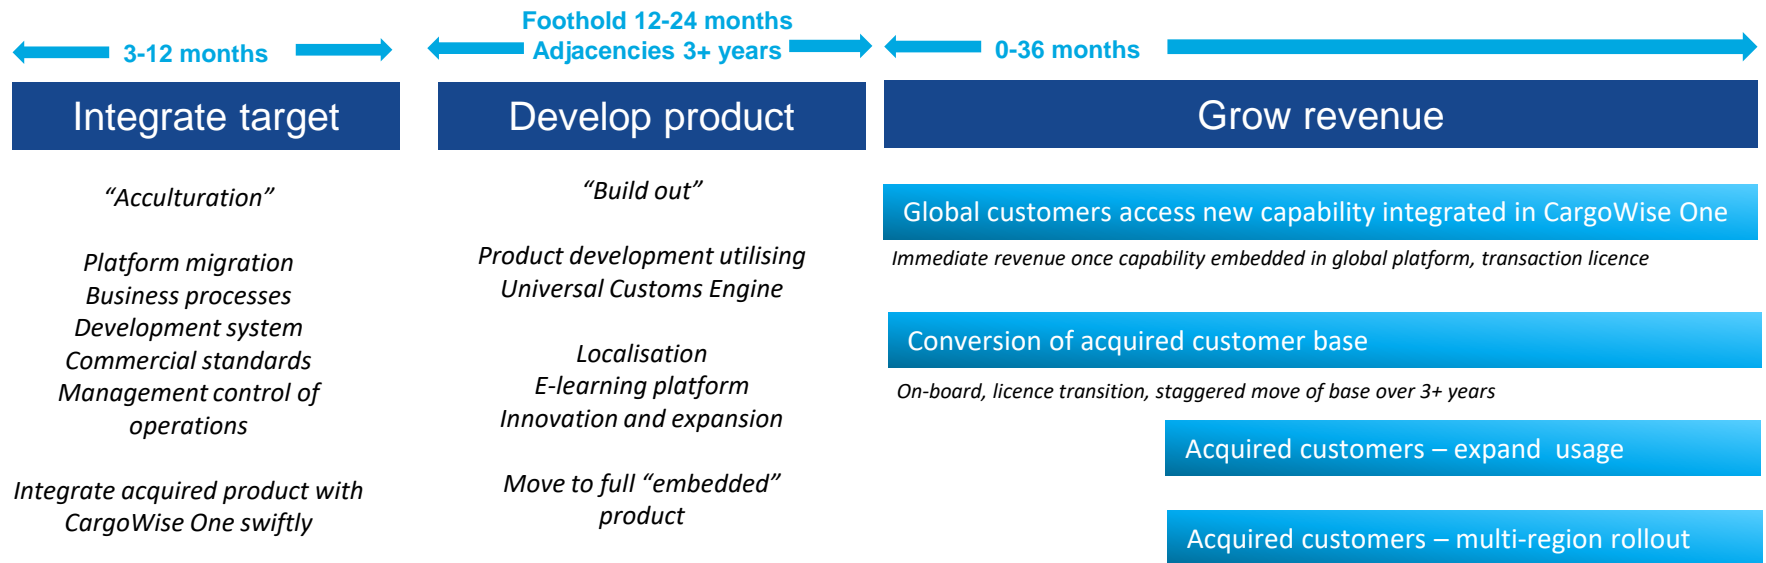 3-12 months
Integrate target
“Acculturation”
Platform migration
Business processes
Development system
Commercial standards
Management control of
operations
Integrate acquired product with
CargoWise One swiftly
Foothold 12-24 months
Adjacencies 3+ years
Develop product
“Build out”
Product development utilising
Universal Customs Engine
Localisation
E-learning platform
Innovation and expansion
Move to full “embedded”
product
0-36 months
Grow revenue
Global customers access new capability integrated in CargoWise One
Immediate revenue once capability embedded in global platform, transaction licence
Conversion of acquired customer base
On-board, licence transition, staggered move of base over 3+ years
Acquired customers – expand usage
Acquired customers – multi-region rollout